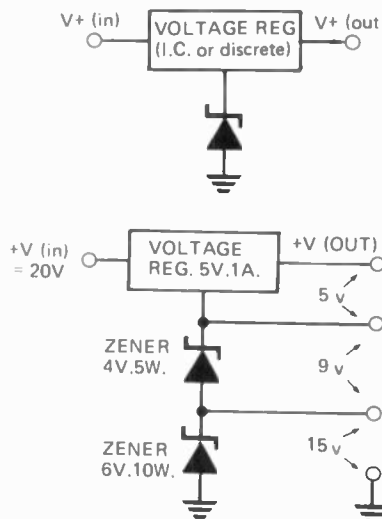 V+ (in)
VOLTAGE REG
(I.C. or discrete)
V+ (out
+V (in)
= 20V
VOLTAGE
REG. 5V.1A.
+V (OUT)
5 v
ZENER
4V.5W.
9 v
ZENER
6V.10W.
15 v